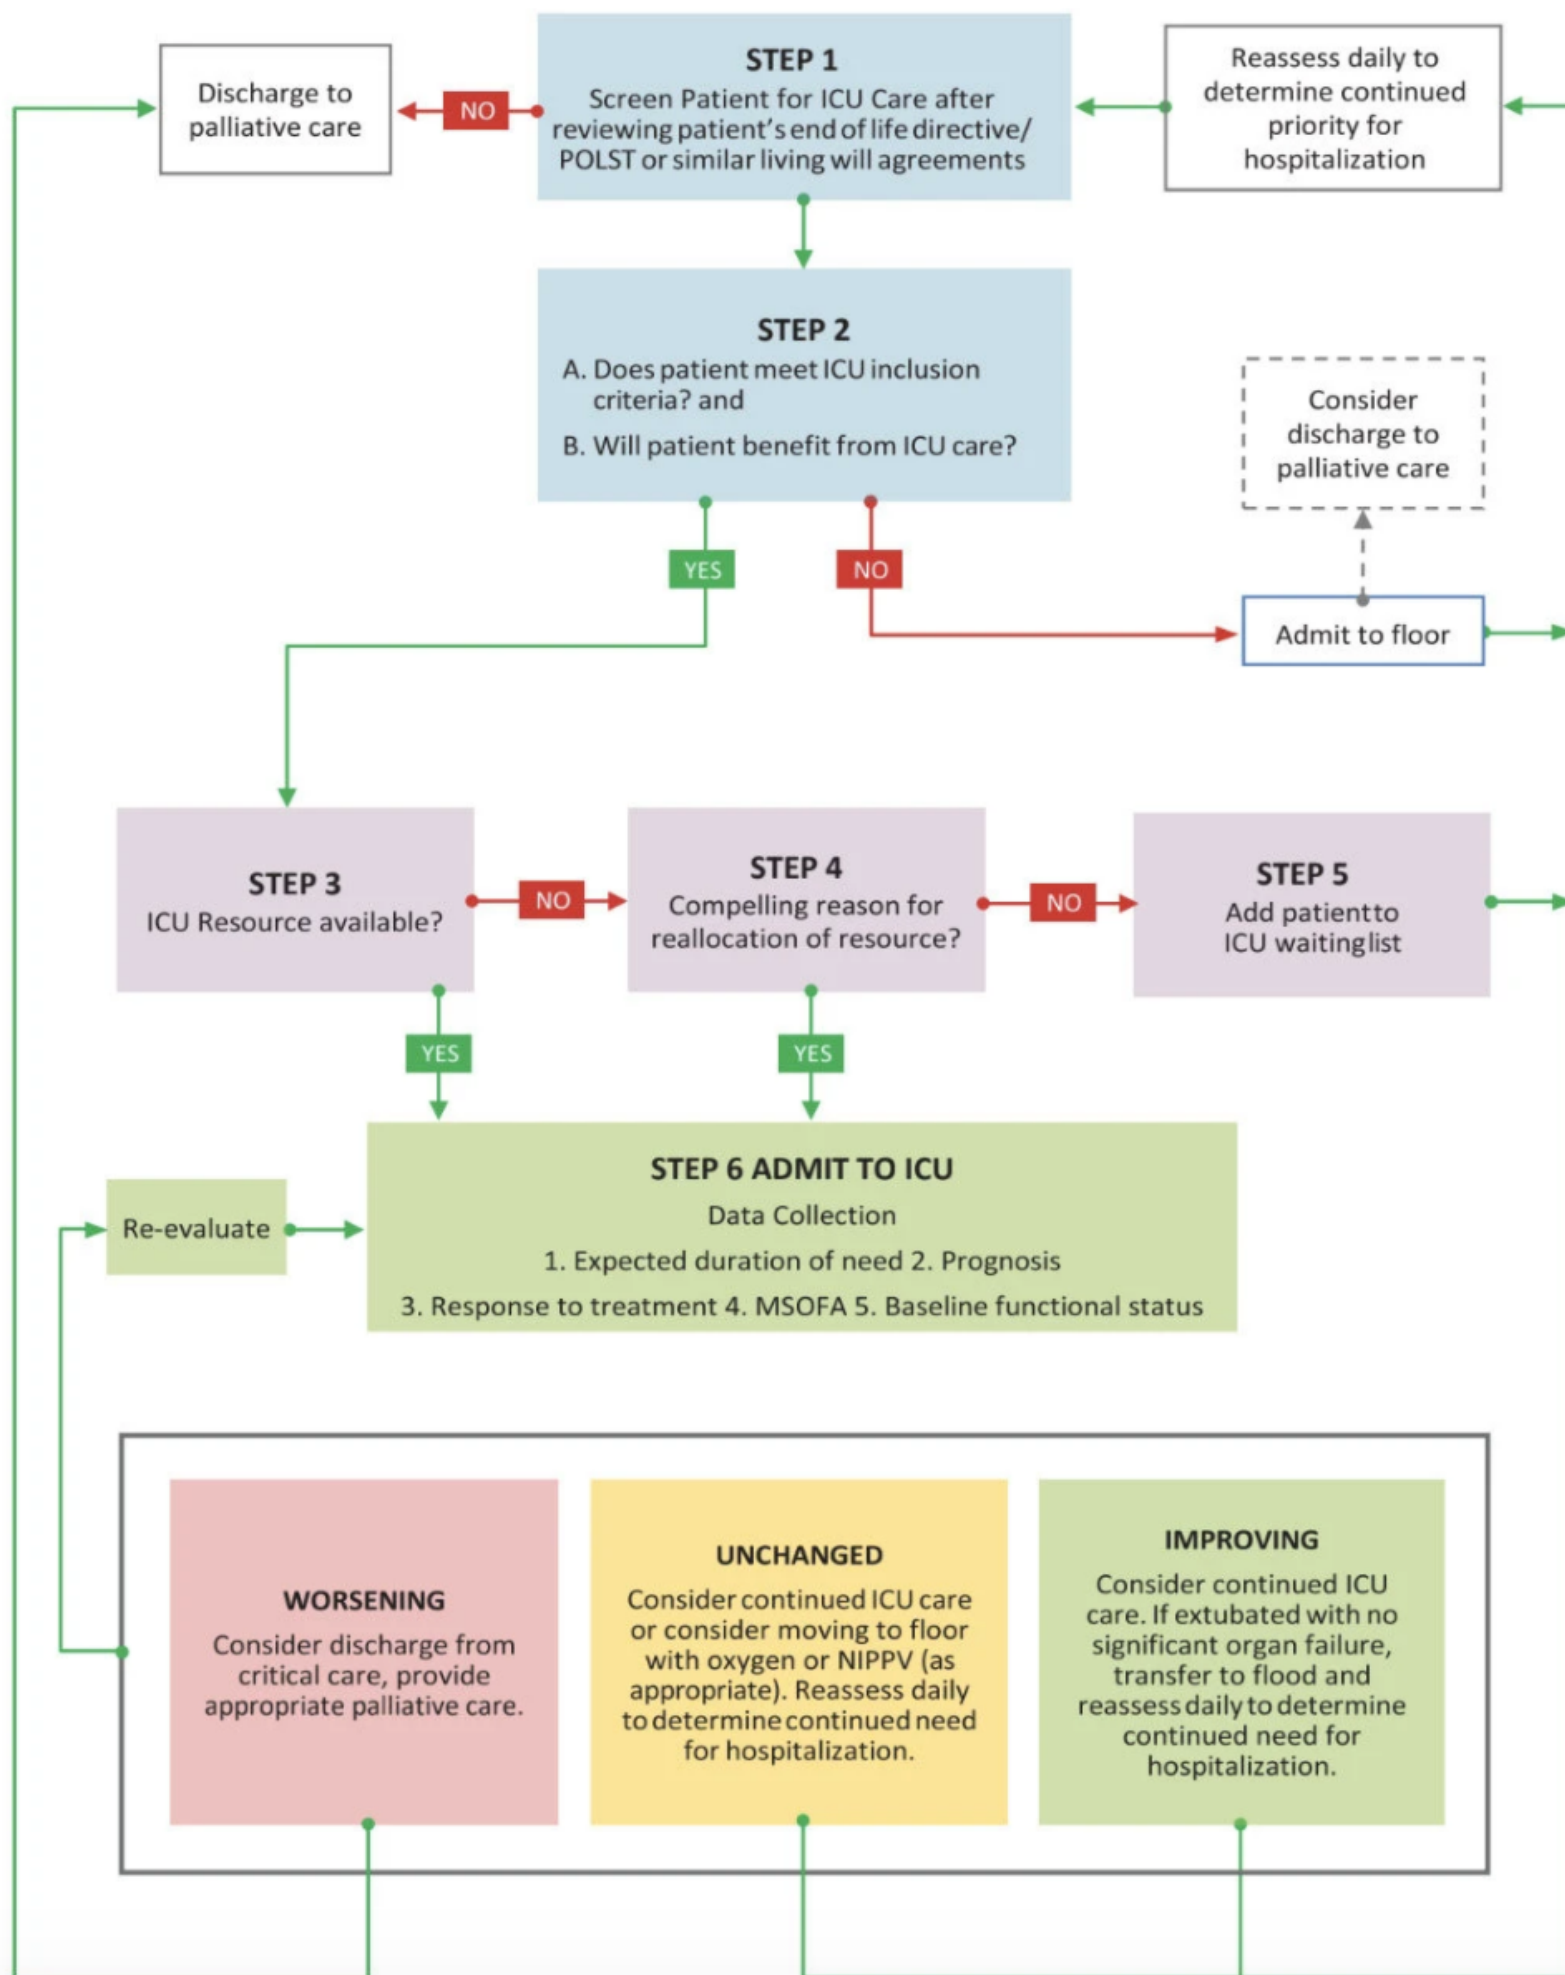 Discharge to
palliative care
NO
STEP 1
Screen Patient for ICU Care after
reviewing patient's end of life directive/
POLST or similar living will agreements
Reassess daily to
determine continued
priority for
hospitalization
STEP 2
A. Does patient meet ICU inclusion
criteria? and
B. Will patient benefit from ICU care?
Consider
discharge to
palliative care
YES
NO
Admit to floor
STEP 3
ICU Resource available?
NO
STEP 4
Compelling reason for
reallocation of resource?
NO
STEP 5
Add patient to
ICU waiting list
YES
YES
STEP 6 ADMIT TO ICU
Data Collection
1. Expected duration of need 2. Prognosis
3. Response to treatment 4. MSOFA 5. Baseline functional status
Re-evaluate
WORSENING
Consider discharge from
critical care, provide
appropriate palliative care.
UNCHANGED
Consider continued ICU care
or consider moving to floor
with oxygen or NIPPV (as
appropriate). Reassess daily
to determine continued need
for hospitalization.
IMPROVING
Consider continued ICU
care. If extubated with no
significant organ failure,
transfer to flood and
reassess daily to determine
continued need for
hospitalization.